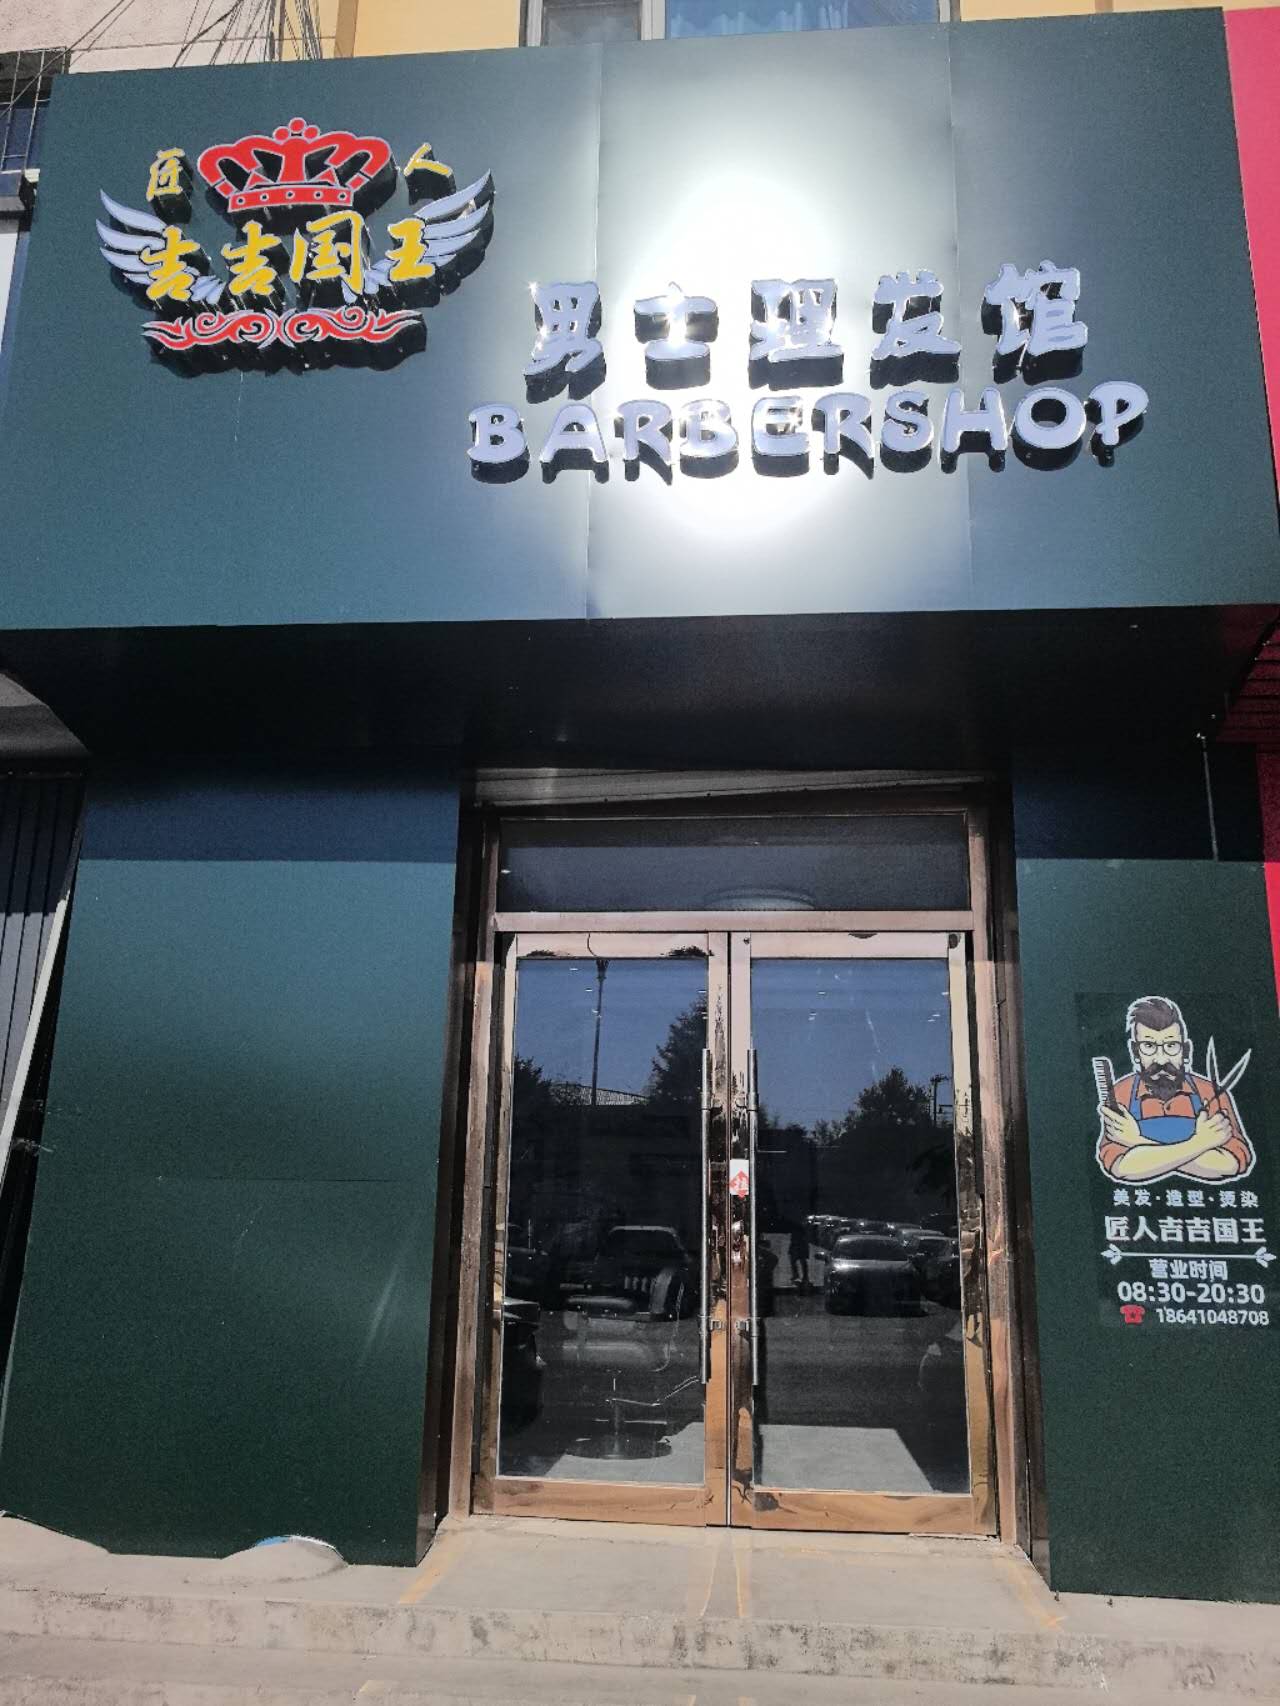 匠人
吉吉国王
男士理发馆
BARBERSHOP
美发·造型·烫染
匠人吉吉国王
营业时间
08:30-20:30
18641048708